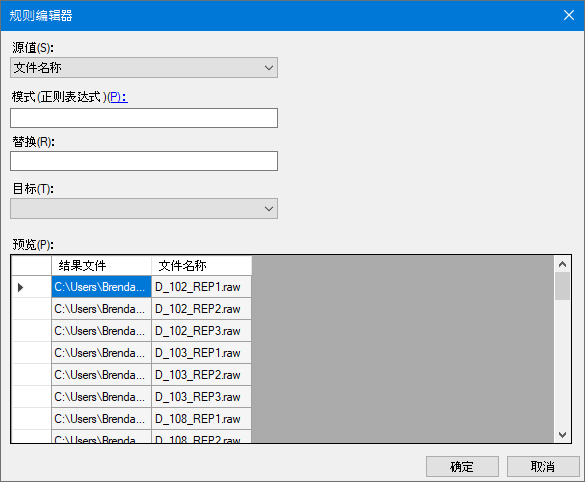 规则编辑器
源值(S):
文件名称
模式(正则表达式)(P):
替换(R):
目标(T):
预览(P):
结果文件 文件名称
C:\Users\Brenda... D_102_REP1.raw
C:\Users\Brenda... D_102_REP2.raw
C:\Users\Brenda... D_102_REP3.raw
C:\Users\Brenda... D_103_REP1.raw
C:\Users\Brenda... D_103_REP2.raw
C:\Users\Brenda... D_103_REP3.raw
C:\Users\Brenda... D_108_REP1.raw
C:\Users\Brenda... D_108_REP2.raw
确定 取消